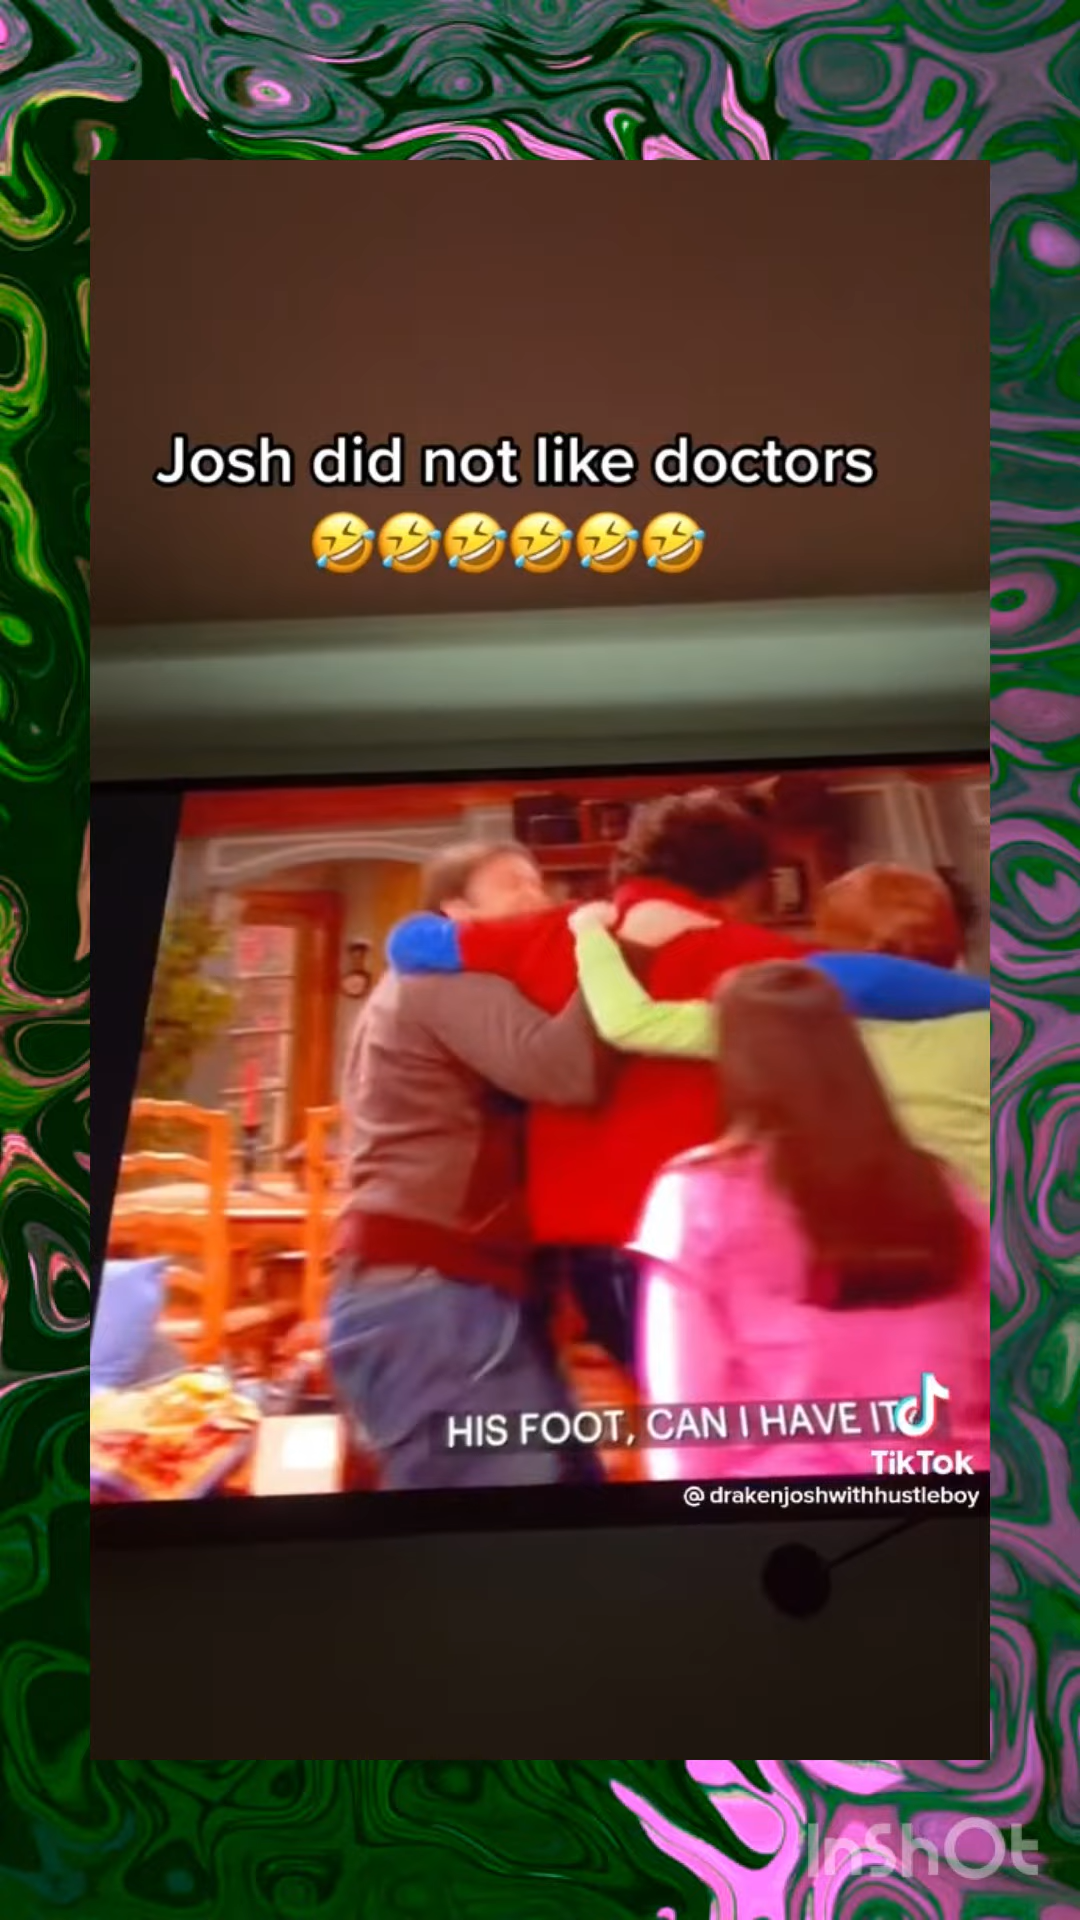 Josh did not like doctors
🤣🤣🤣🤣🤣🤣
HIS FOOT, CAN I HAVE IT
TikTok
@drakenjoshwithhustleboy
InShOt